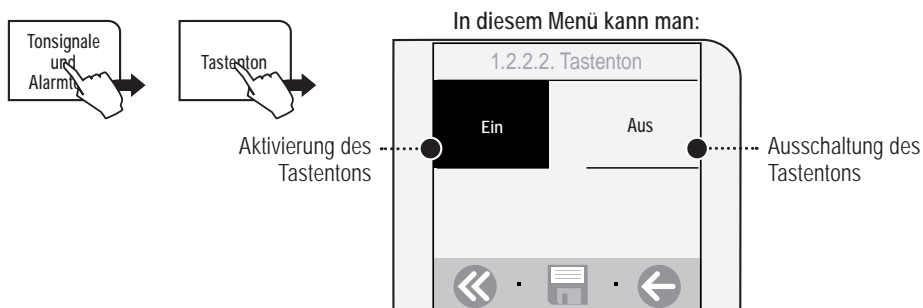 In diesem Menü kann man:
Tonsignale
und
Tastenton
1.2.2.2. Tastenton
Ein
Aus
Aktivierung des
Tastentons
Ausschaltung des
Tastentons